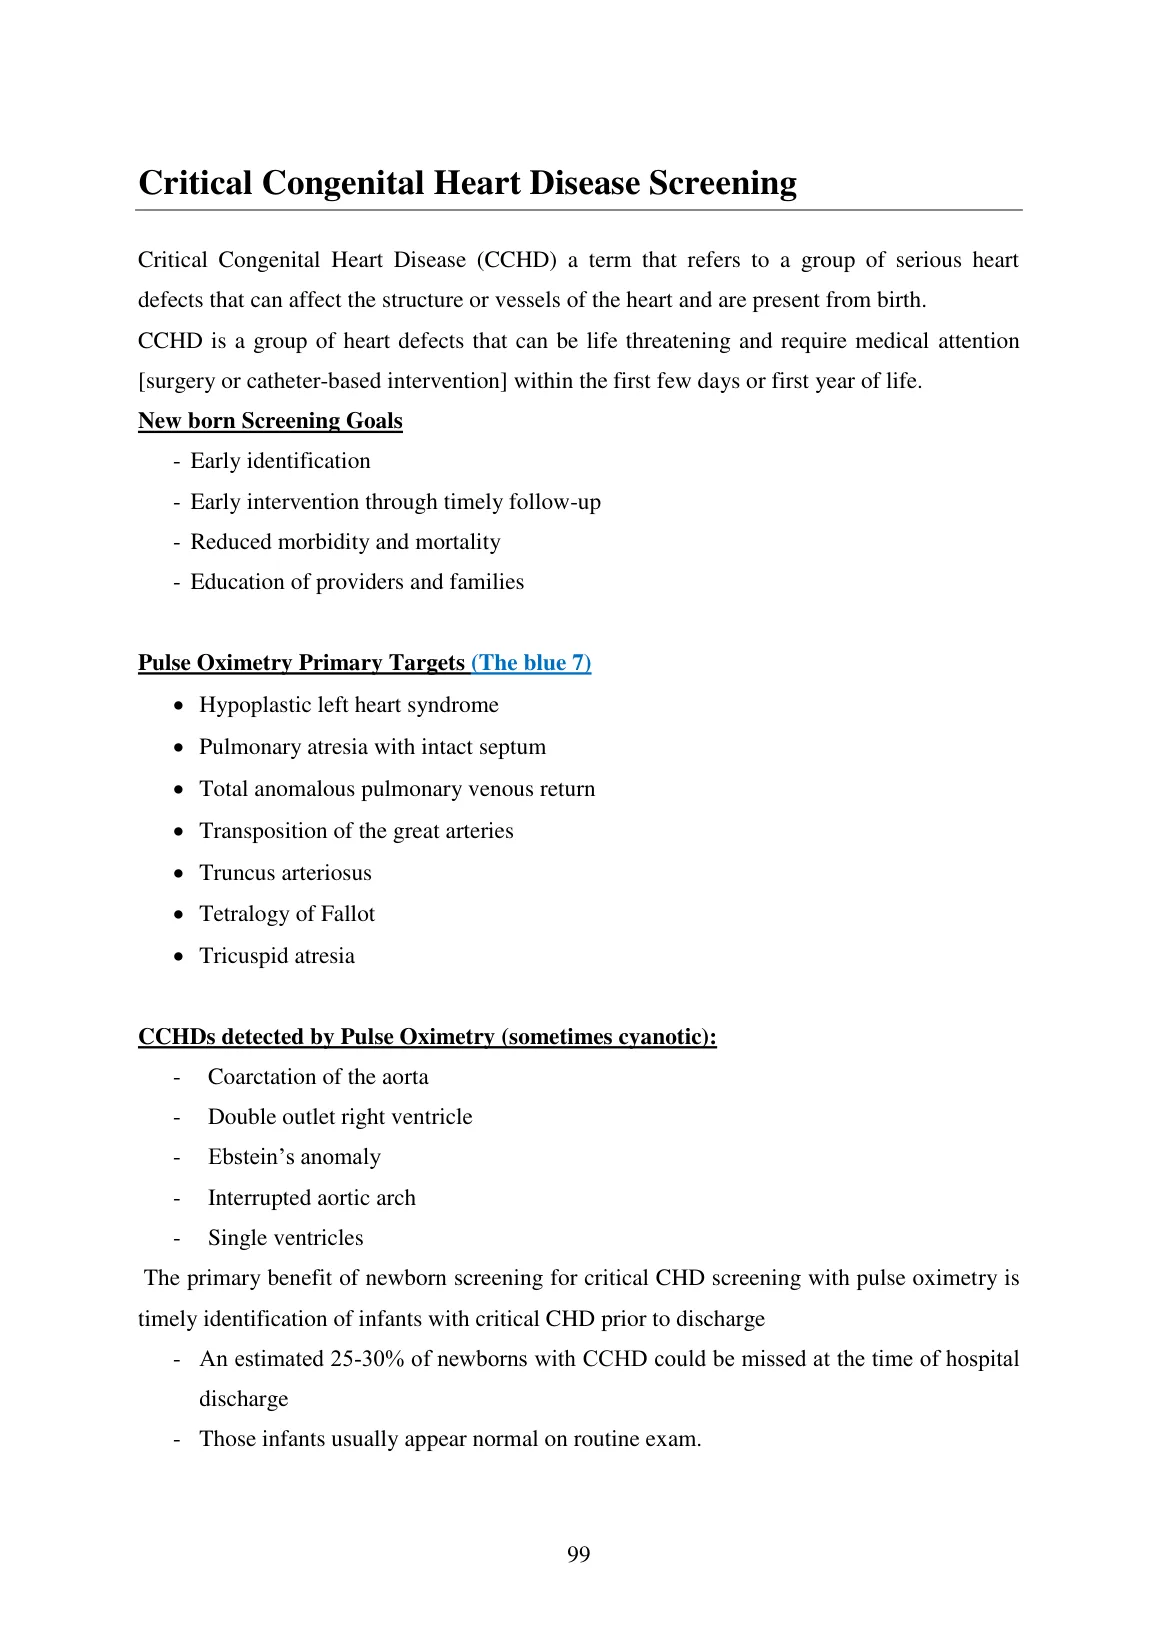 Critical Congenital Heart Disease Screening
Critical Congenital Heart Disease (CCHD) a term that refers to a group of serious heart
defects that can affect the structure or vessels of the heart and are present from birth.
CCHD is a group of heart defects that can be life threatening and require medical attention
[surgery or catheter-based intervention] within the first few days or first year of life.
New born Screening Goals
- Early identification
- Early intervention through timely follow-up
- Reduced morbidity and mortality
- Education of providers and families
Pulse Oximetry Primary Targets (The blue 7)
• Hypoplastic left heart syndrome
• Pulmonary atresia with intact septum
• Total anomalous pulmonary venous return
• Transposition of the great arteries
• Truncus arteriosus
• Tetralogy of Fallot
• Tricuspid atresia
CCHDs detected by Pulse Oximetry (sometimes cyanotic):
- Coarctation of the aorta
- Double outlet right ventricle
- Ebstein’s anomaly
- Interrupted aortic arch
- Single ventricles
The primary benefit of newborn screening for critical CHD screening with pulse oximetry is
timely identification of infants with critical CHD prior to discharge
- An estimated 25-30% of newborns with CCHD could be missed at the time of hospital
discharge
- Those infants usually appear normal on routine exam.
99